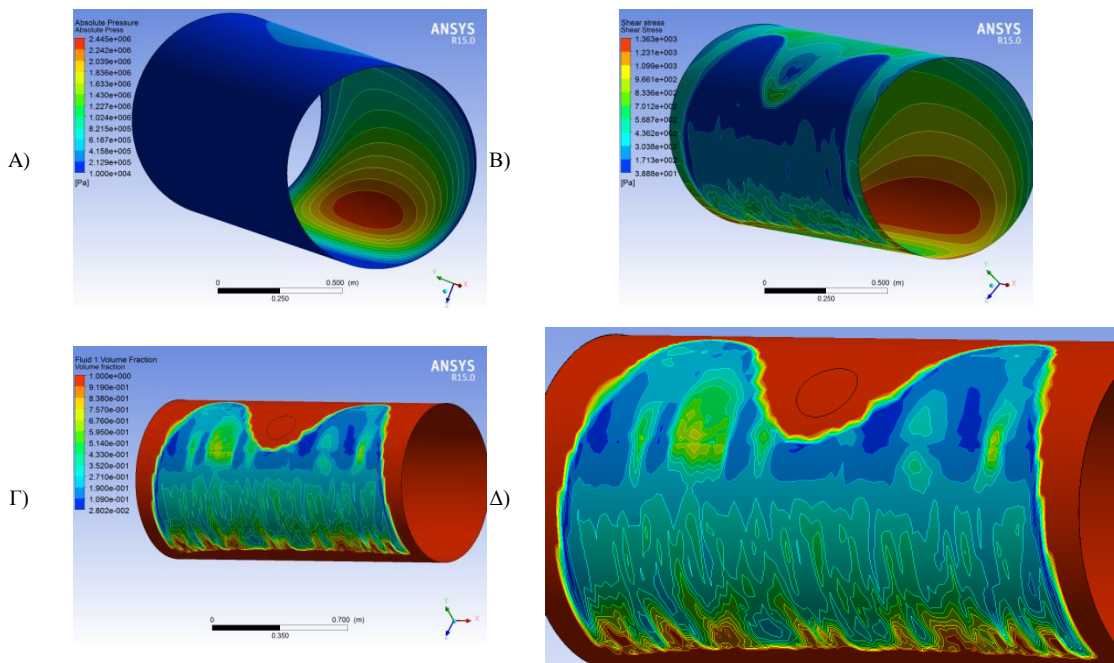 Α)
Absolute Pressure
Absolute Press
2.445e+006
2.242e+006
2.039e+006
1.836e+006
1.633e+006
1.430e+006
1.227e+006
1.024e+006
8.215e+005
6.187e+005
4.158e+005
2.129e+005
1.000e+004
[Pa]
ANSYS
R15.0
0 0.500 (m)
0.250
Y X Z
Β)
Shear stress
Shear Stress
1.363e+003
1.231e+003
1.099e+003
9.661e+002
8.336e+002
7.012e+002
5.687e+002
4.362e+002
3.038e+002
1.713e+002
3.888e+001
[Pa]
ANSYS
R15.0
0 0.500 (m)
0.250
Y X Z
Γ)
Fluid 1.Volume Fraction
Volume fraction
1.000e+000
9.190e-001
8.380e-001
7.570e-001
6.760e-001
5.950e-001
5.140e-001
4.330e-001
3.520e-001
2.710e-001
1.900e-001
1.090e-001
2.802e-002
ANSYS
R15.0
0 0.700 (m)
0.350
Y X Z
Δ)